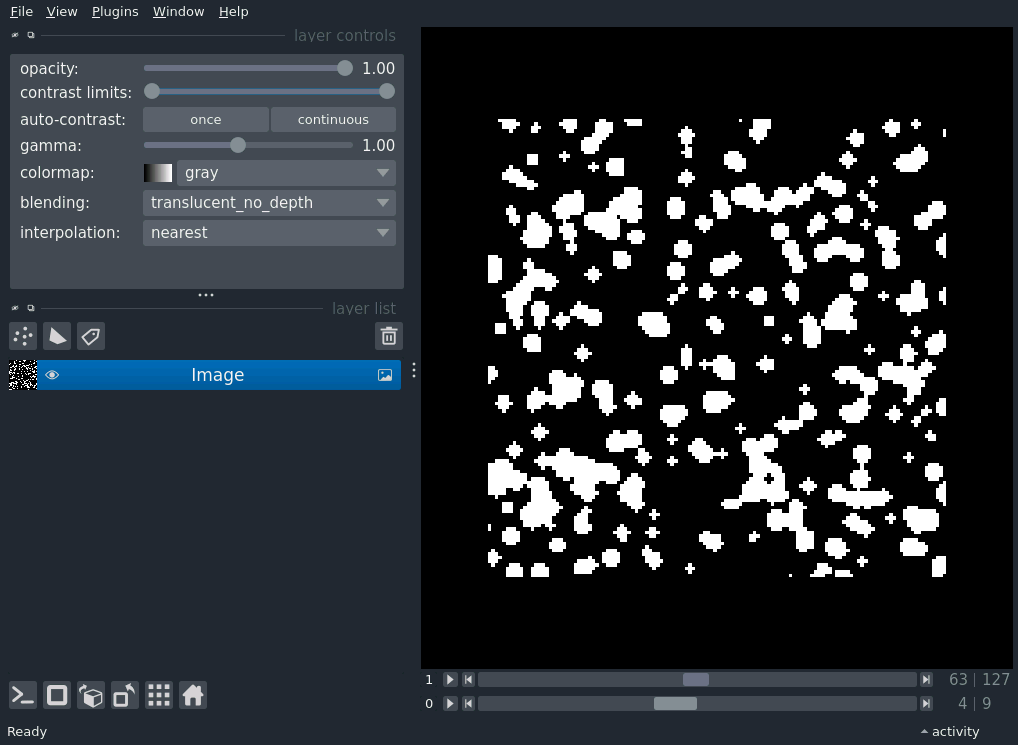 File View Plugins Window Help
layer controls
opacity: 1.00
contrast limits:
auto-contrast: once continuous
gamma: 1.00
colormap: gray
blending: translucent_no_depth
interpolation: nearest
layer list
Image
1 63 | 127
0 4 | 9
Ready activity